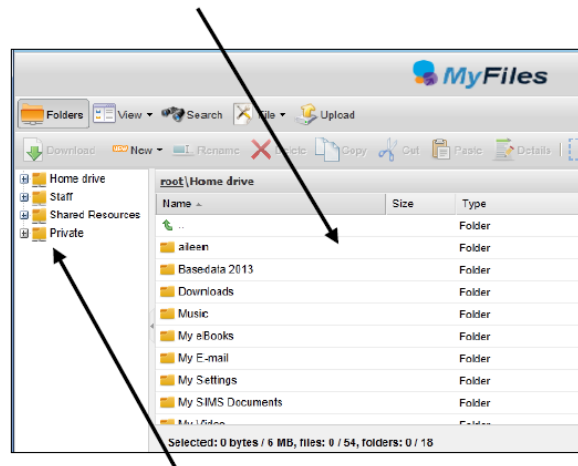 MyFiles
Folders View Search File Upload
Download New Rename Delete Copy Cut Paste Details
Home drive
Staff
Shared Resources
Private
root\Home drive
Name Size Type
.. Folder
aileen Folder
Basedata 2013 Folder
Downloads Folder
Music Folder
My eBooks Folder
My E-mail Folder
My Settings Folder
My SIMS Documents Folder
My Video Folder
Selected: 0 bytes / 6 MB, files: 0 / 54, folders: 0 / 18